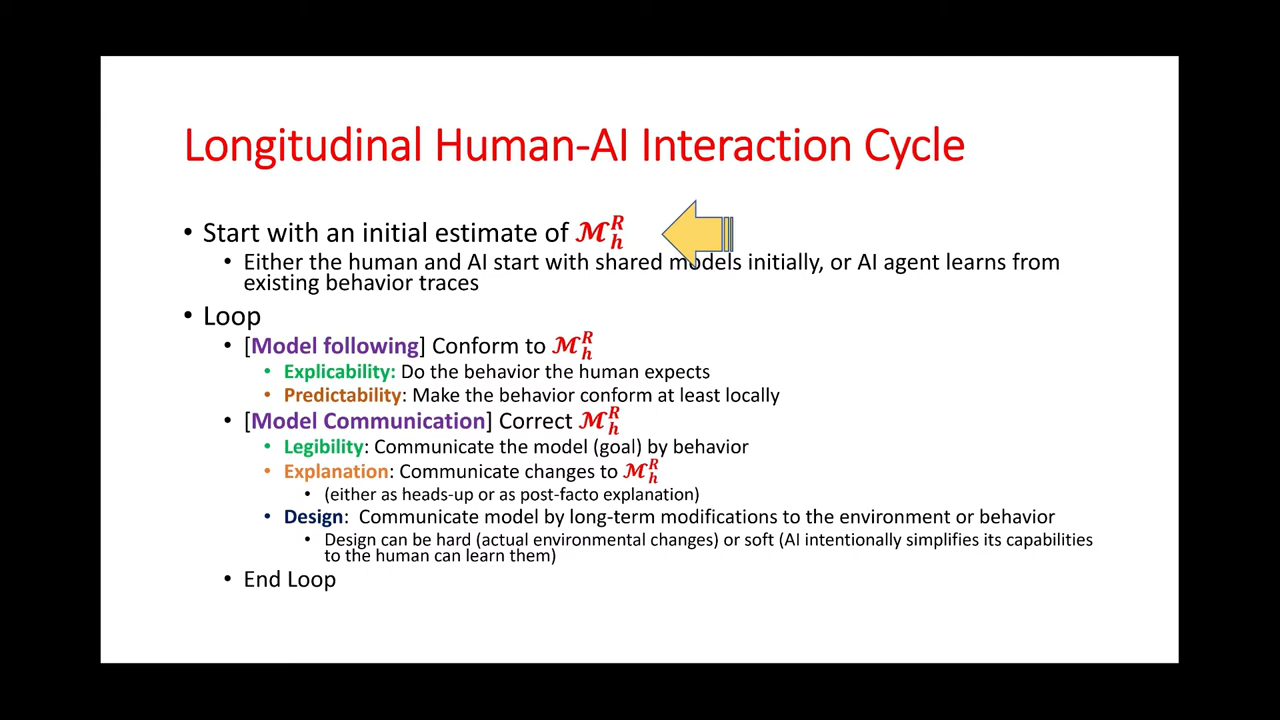 Longitudinal Human-AI Interaction Cycle
• Start with an initial estimate of ℳ_h^R
• Either the human and AI start with shared models initially, or AI agent learns from
existing behavior traces
• Loop
• [Model following] Conform to ℳ_h^R
• Explicability: Do the behavior the human expects
• Predictability: Make the behavior conform at least locally
• [Model Communication] Correct ℳ_h^R
• Legibility: Communicate the model (goal) by behavior
• Explanation: Communicate changes to ℳ_h^R
• (either as heads-up or as post-facto explanation)
• Design: Communicate model by long-term modifications to the environment or behavior
• Design can be hard (actual environmental changes) or soft (AI intentionally simplifies its capabilities
to the human can learn them)
• End Loop